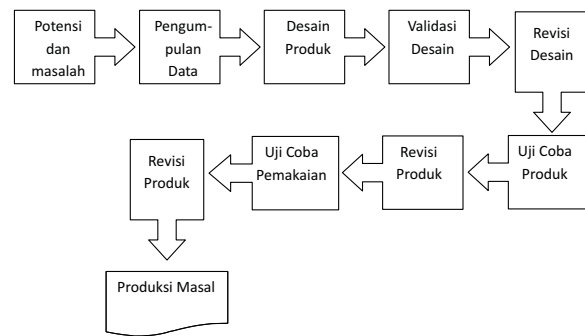 Potensi
dan
masalah
Pengum-
pulan
Data
Desain
Produk
Validasi
Desain
Revisi
Desain
Uji Coba
Produk
Revisi
Produk
Uji Coba
Pemakaian
Revisi
Produk
Produksi Masal